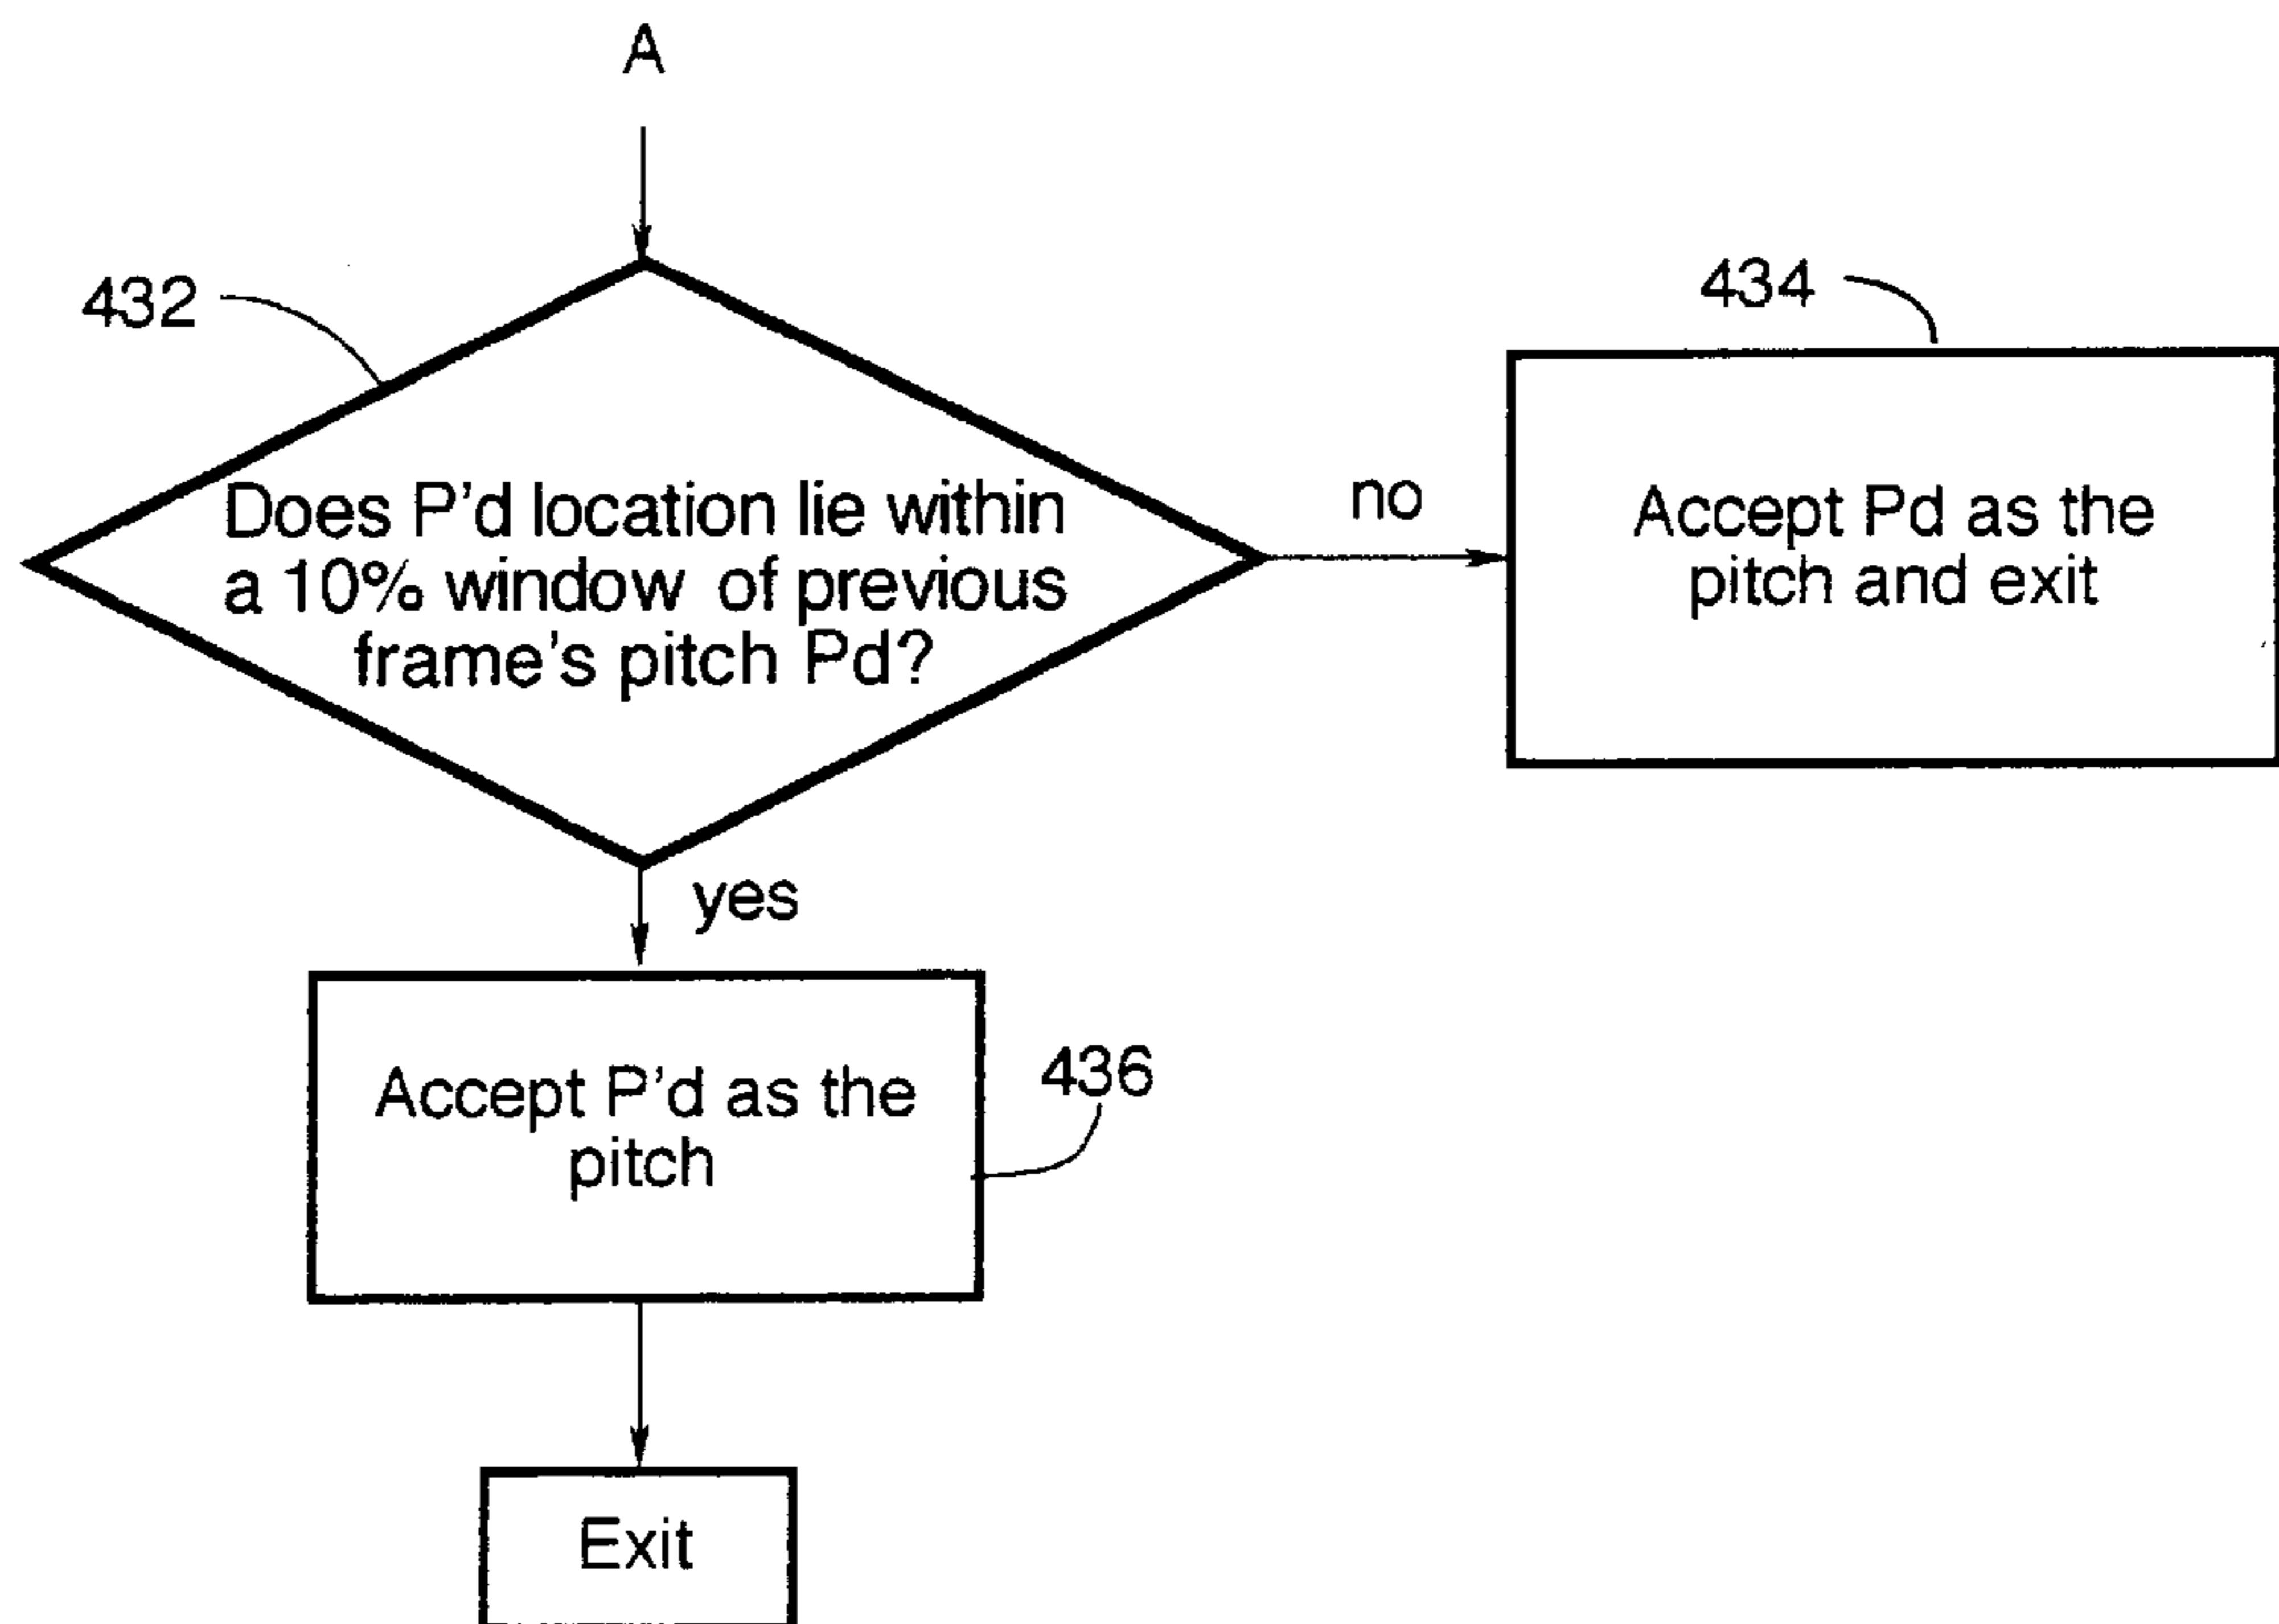 A
432
Does P'd location lie within
a 10% window of previous
frame's pitch Pd?
no
434
Accept Pd as the
pitch and exit
yes
Accept P'd as the
pitch
436
Exit